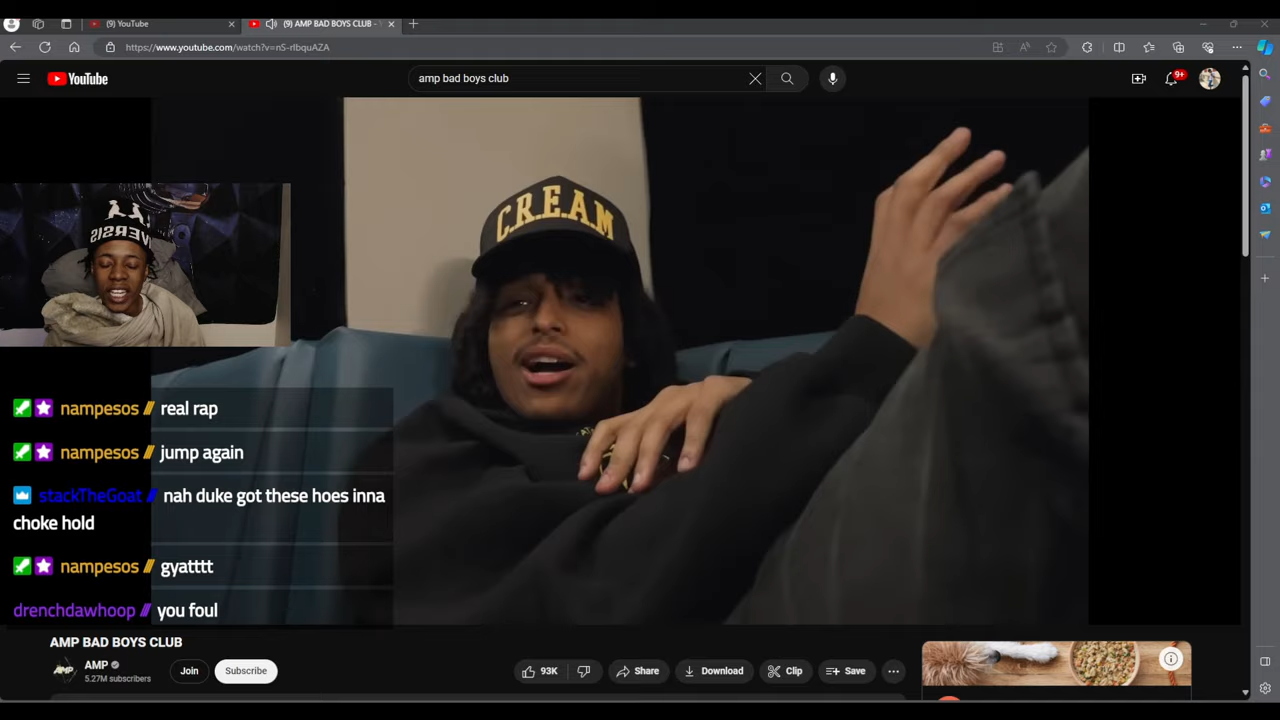 (9) YouTube
(9) AMP BAD BOYS CLUB -
https://www.youtube.com/watch?v=nS-rIbquAZA
YouTube
amp bad boys club
9+
C.R.E.A.M
VERSIS
nampesos /// real rap
nampesos /// jump again
stackTheGoat /// nah duke got these hoes inna
choke hold
nampesos /// gyatttt
drenchdawhoop /// you foul
AMP BAD BOYS CLUB
AMP
5.27M subscribers
Join
Subscribe
93K
Share
Download
Clip
Save